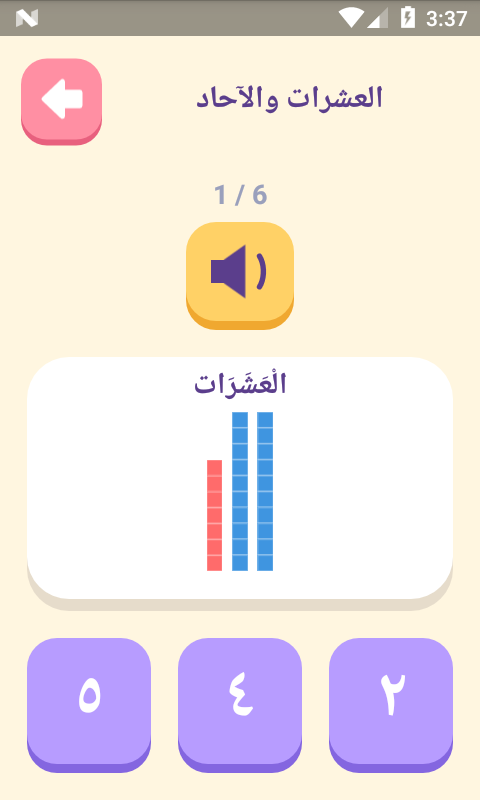 3:37
العشرات والآحاد
1 / 6
الْعَشَرَات
٥ ٤ ٢